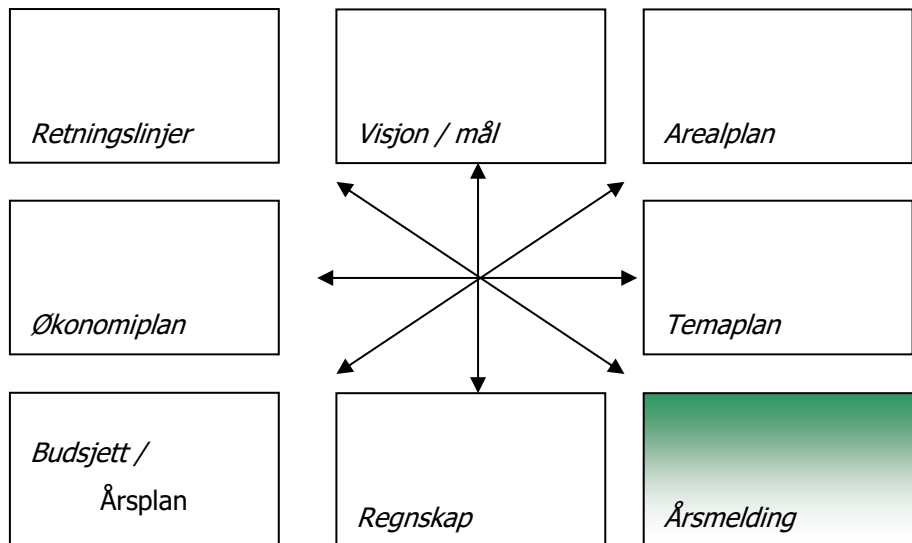 Retningslinjer
Visjon / mål
Arealplan
Økonomiplan
Temaplan
Budsjett /
Årsplan
Regnskap
Årsmelding